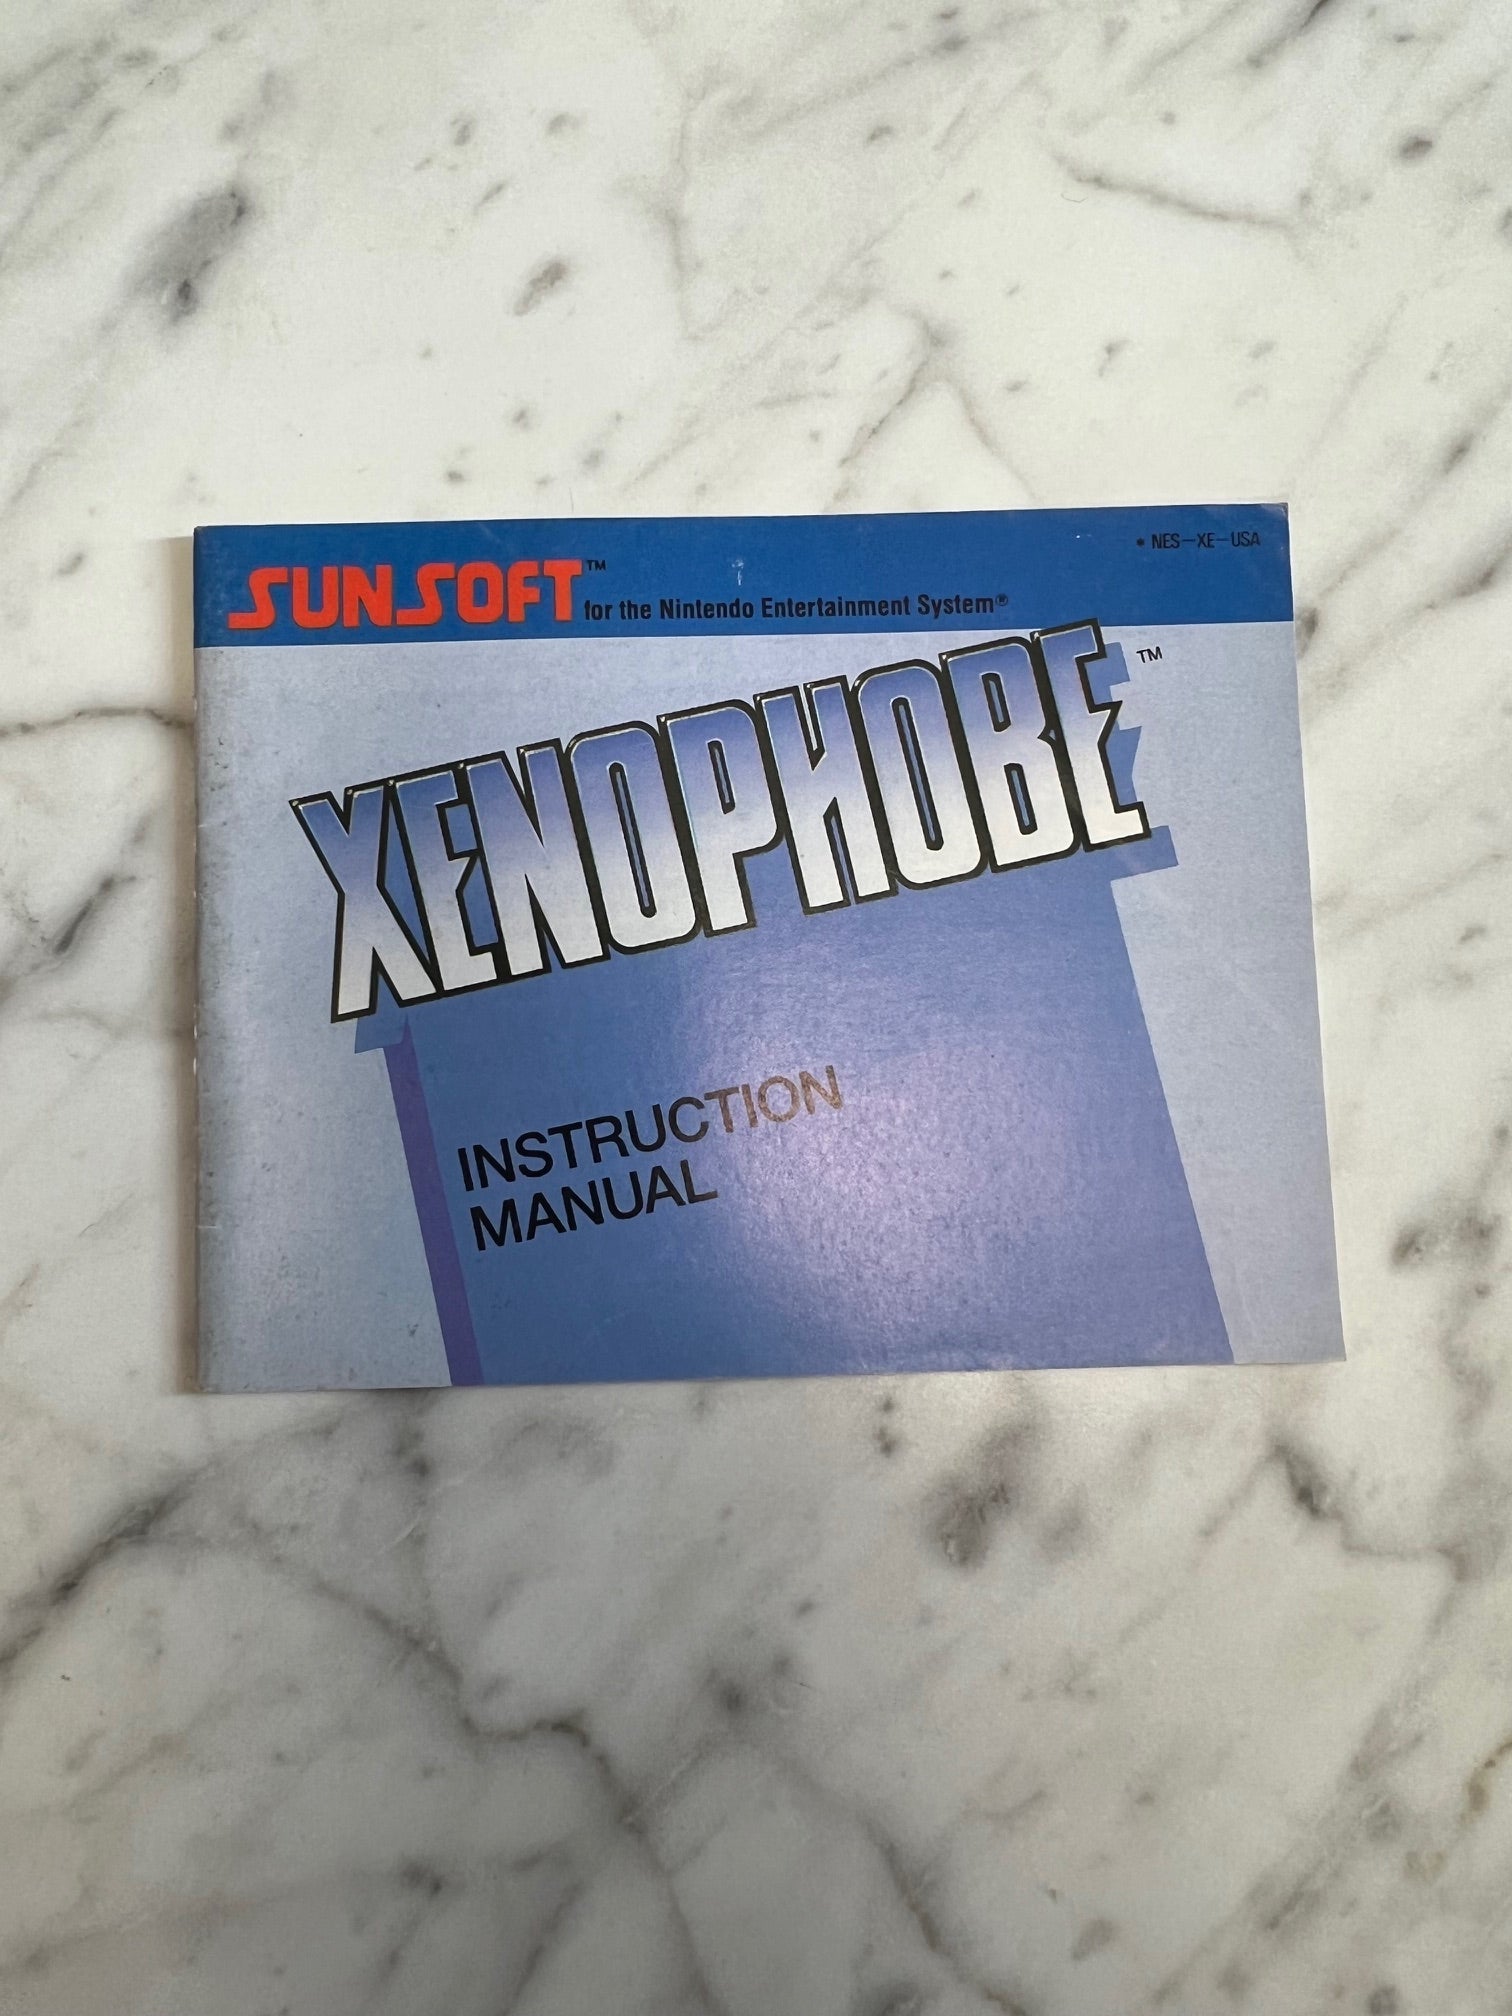 * NES-XE-USA
SUNSOFT™ for the Nintendo Entertainment System®
XENOPHOBE™
INSTRUCTION
MANUAL